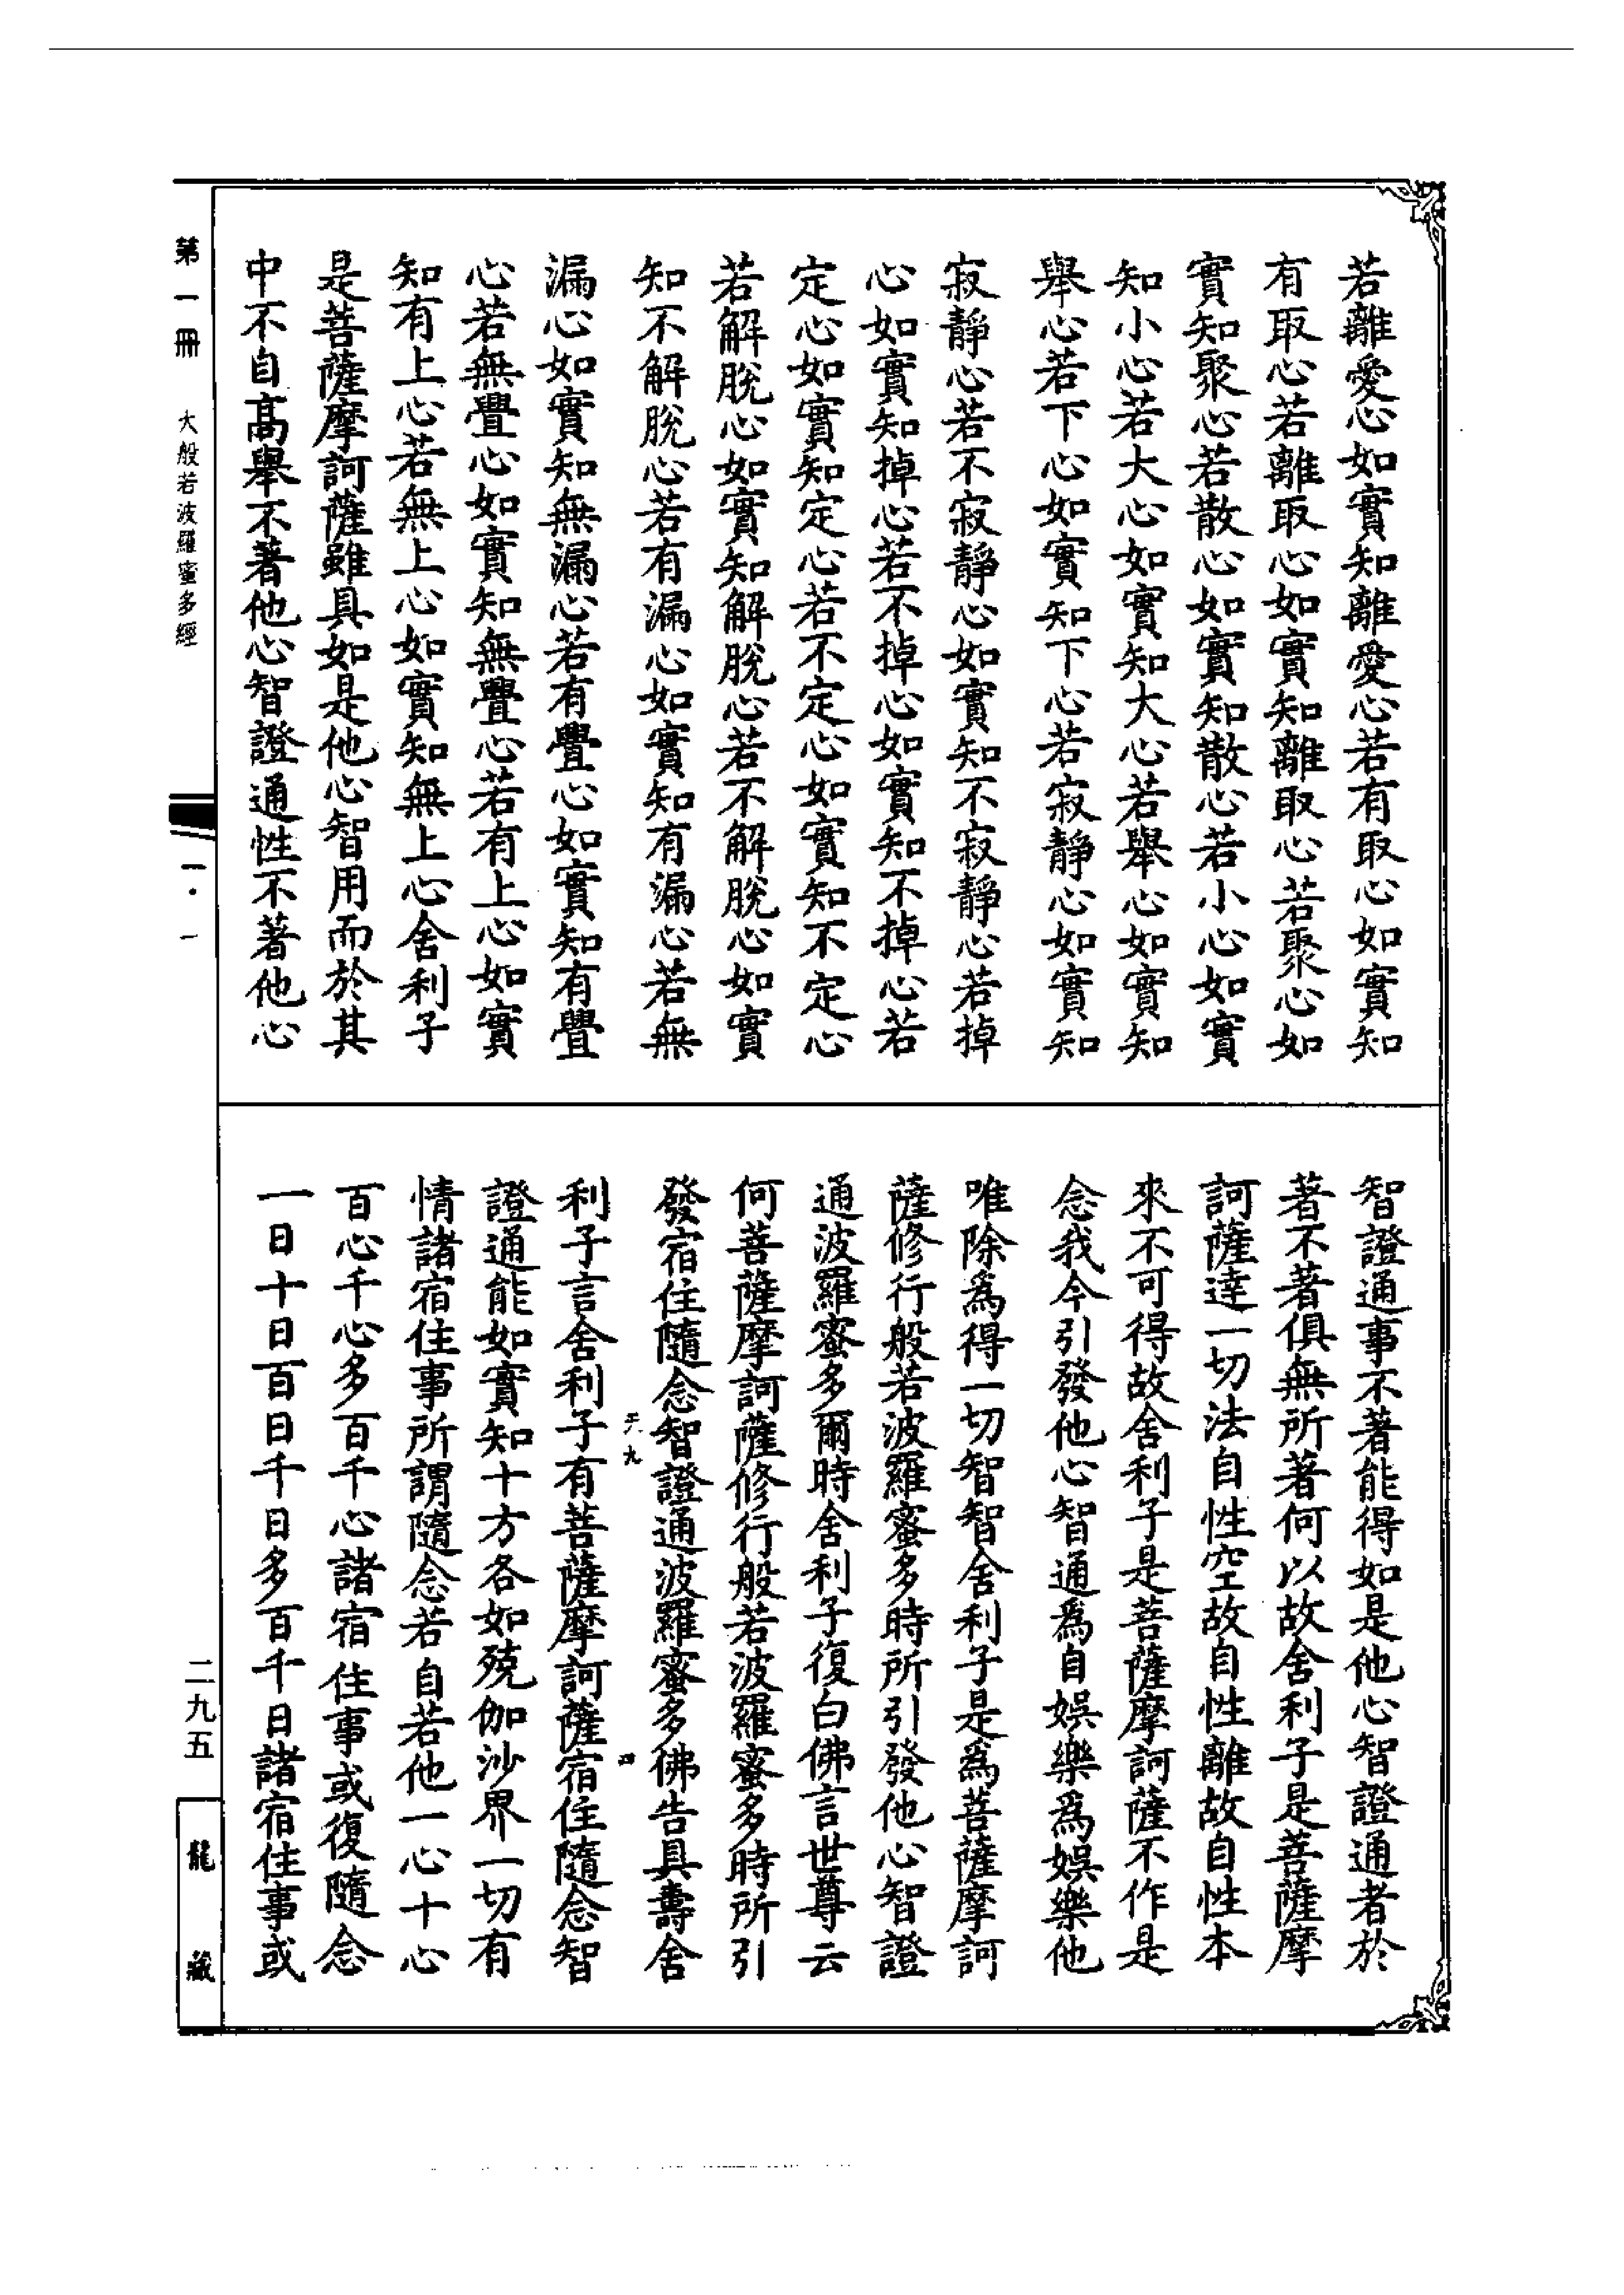 若離愛心如實知離愛心若有取心如實知
有取心若離取心如實知離取心若聚心如
實知聚心若散心如實知散心若小心如實
知小心若大心如實知大心若舉心如實知
舉心若下心如實知下心若寂靜心如實知
寂靜心若不寂靜心如實知不寂靜心若掉
心如實知掉心若不掉心如實知不掉心若
定心如實知定心若不定心如實知不定心
若解脫心如實知解脫心若不解脫心如實
知不解脫心若有漏心如實知有漏心若無
漏心如實知無漏心若有舋心如實知有舋
心若無舋心如實知無舋心若有上心如實
知有上心若無上心如實知無上心舍利子
是菩薩摩訶薩雖具如是他心智用而於其
中不自高舉不著他心智證通性不著他心
智證通事不著能得如是他心智證通者於
著不著俱無所著何以故舍利子是菩薩摩
訶薩達一切法自性空故自性離故自性本
來不可得故舍利子是菩薩摩訶薩不作是
念我今引發他心智通爲自娛樂爲娛樂他
唯除爲得一切智智舍利子是爲菩薩摩訶
薩修行般若波羅蜜多時所引發他心智證
通波羅蜜多爾時舍利子復白佛言世尊云
何菩薩摩訶薩修行般若波羅蜜多時所引
發宿住隨念智證通波羅蜜多佛告具壽舍
利子言舍利子有菩薩摩訶薩宿住隨念智
證通能如實知十方各如殑伽沙界一切有
情諸宿住事所謂隨念若自若他一心十心
百心千心多百千心諸宿住事或復隨念
一日十日百日千日多百千日諸宿住事或
第一冊 大般若波羅蜜多經
一·一
二九五
龍藏